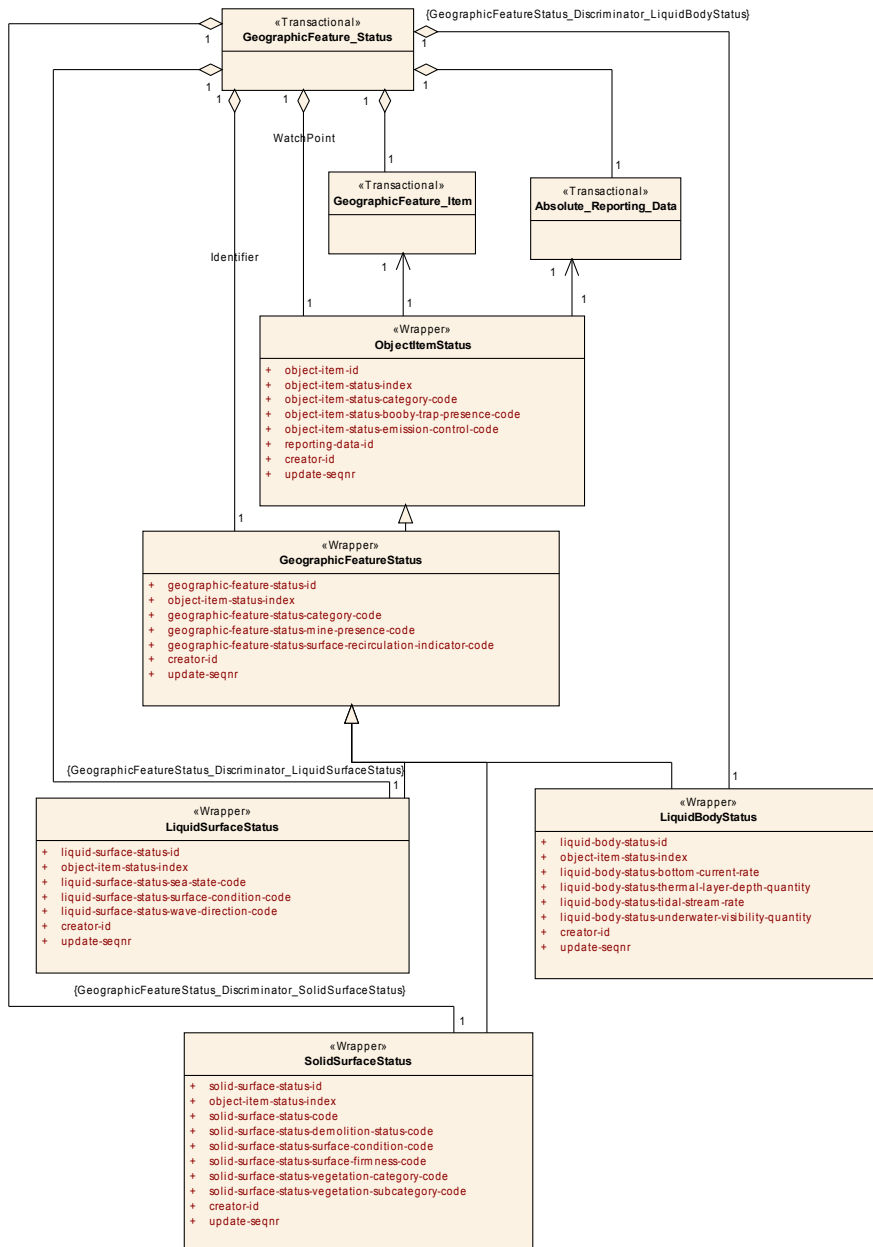 {GeographicFeatureStatus_Discriminator_LiquidBodyStatus}
«Transactional»
GeographicFeature_Status
1
1
1
1
1
1
1
WatchPoint
Identifier
1
1
«Transactional»
GeographicFeature_Item
«Transactional»
Absolute_Reporting_Data
1
1
1
1
1
«Wrapper»
ObjectItemStatus
+ object-item-id
+ object-item-status-index
+ object-item-status-category-code
+ object-item-status-booby-trap-presence-code
+ object-item-status-emission-control-code
+ reporting-data-id
+ creator-id
+ update-seqnr
1
«Wrapper»
GeographicFeatureStatus
+ geographic-feature-status-id
+ object-item-status-index
+ geographic-feature-status-category-code
+ geographic-feature-status-mine-presence-code
+ geographic-feature-status-surface-recirculation-indicator-code
+ creator-id
+ update-seqnr
{GeographicFeatureStatus_Discriminator_LiquidSurfaceStatus}
1
1
«Wrapper»
LiquidSurfaceStatus
+ liquid-surface-status-id
+ object-item-status-index
+ liquid-surface-status-sea-state-code
+ liquid-surface-status-surface-condition-code
+ liquid-surface-status-wave-direction-code
+ creator-id
+ update-seqnr
«Wrapper»
LiquidBodyStatus
+ liquid-body-status-id
+ object-item-status-index
+ liquid-body-status-bottom-current-rate
+ liquid-body-status-thermal-layer-depth-quantity
+ liquid-body-status-tidal-stream-rate
+ liquid-body-status-underwater-visibility-quantity
+ creator-id
+ update-seqnr
{GeographicFeatureStatus_Discriminator_SolidSurfaceStatus}
1
«Wrapper»
SolidSurfaceStatus
+ solid-surface-status-id
+ object-item-status-index
+ solid-surface-status-code
+ solid-surface-status-demolition-status-code
+ solid-surface-status-surface-condition-code
+ solid-surface-status-surface-firmness-code
+ solid-surface-status-vegetation-category-code
+ solid-surface-status-vegetation-subcategory-code
+ creator-id
+ update-seqnr